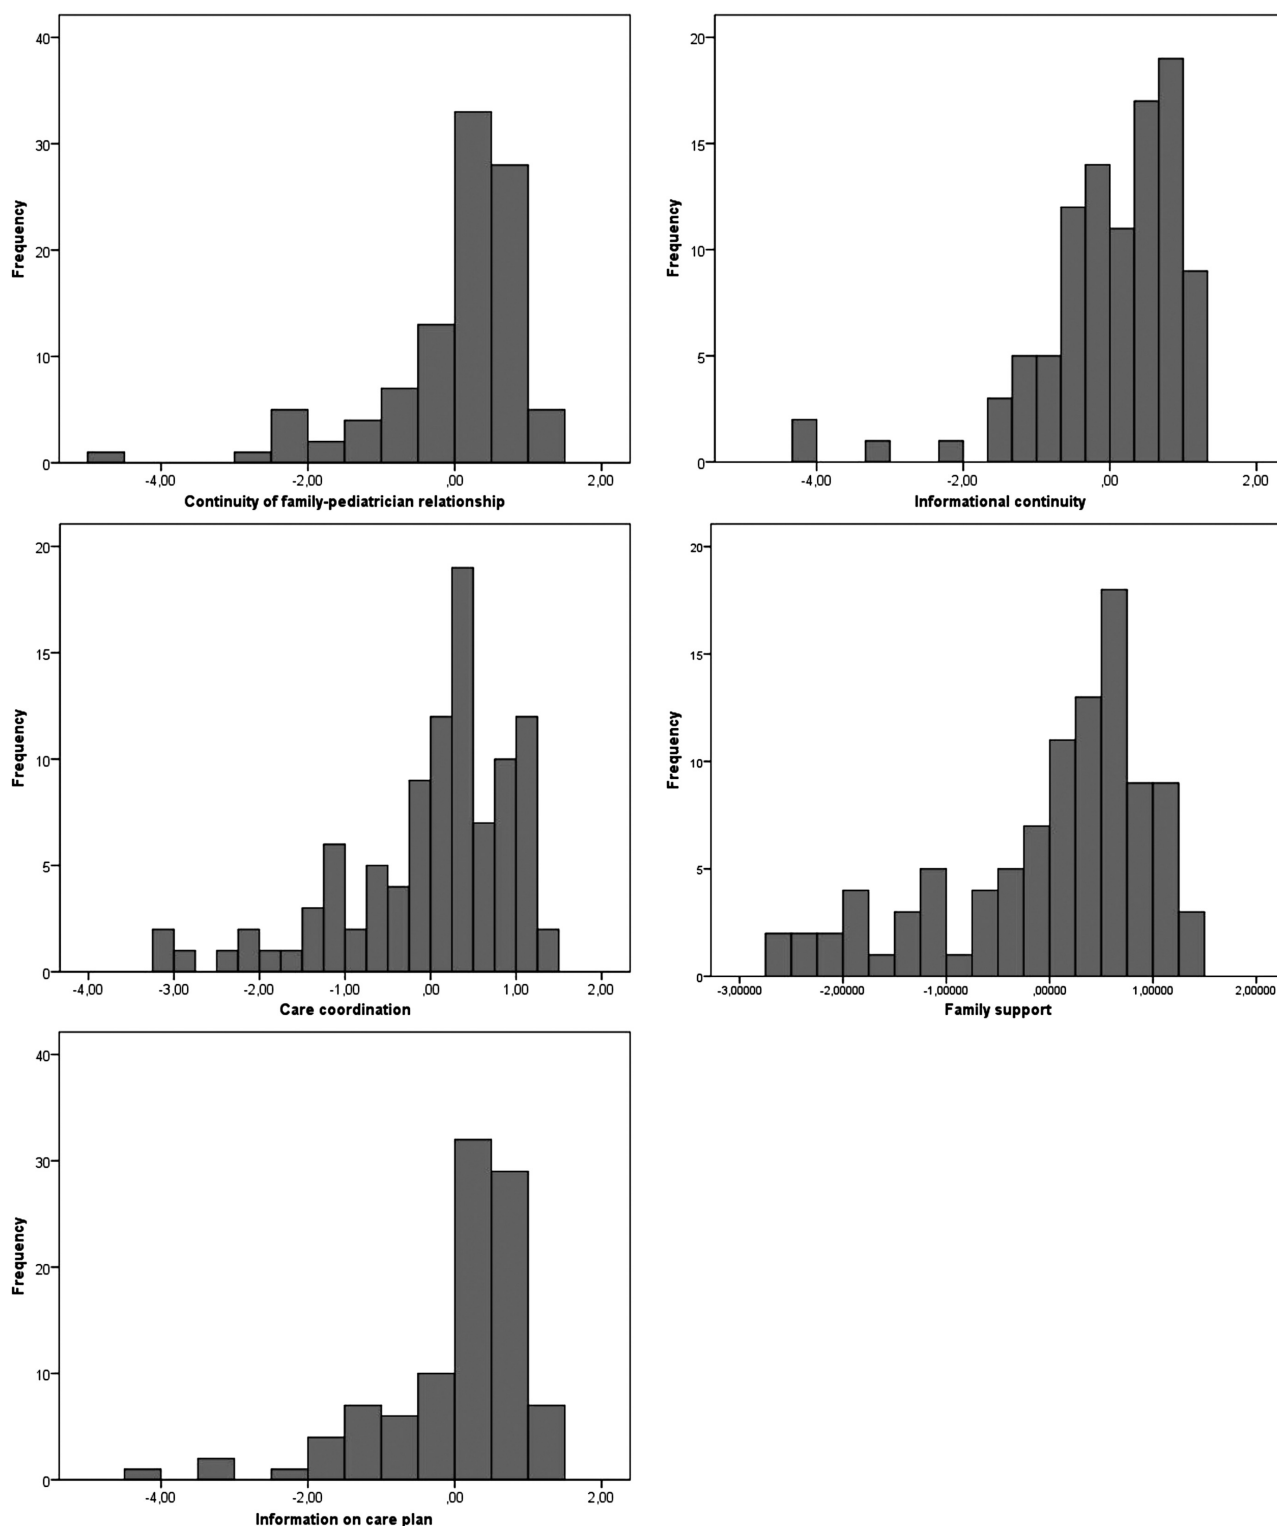 40
30
20
10
0
Frequency
-4,00 -2,00 ,00 2,00
Continuity of family-pediatrician relationship
20
15
10
5
0
Frequency
-4,00 -2,00 ,00 2,00
Informational continuity
20
15
10
5
0
Frequency
-4,00 -3,00 -2,00 -1,00 ,00 1,00 2,00
Care coordination
20
15
10
5
0
Frequency
-3,00000 -2,00000 -1,00000 ,00000 1,00000 2,00000
Family support
40
30
20
10
0
Frequency
-4,00 -2,00 ,00 2,00
Information on care plan